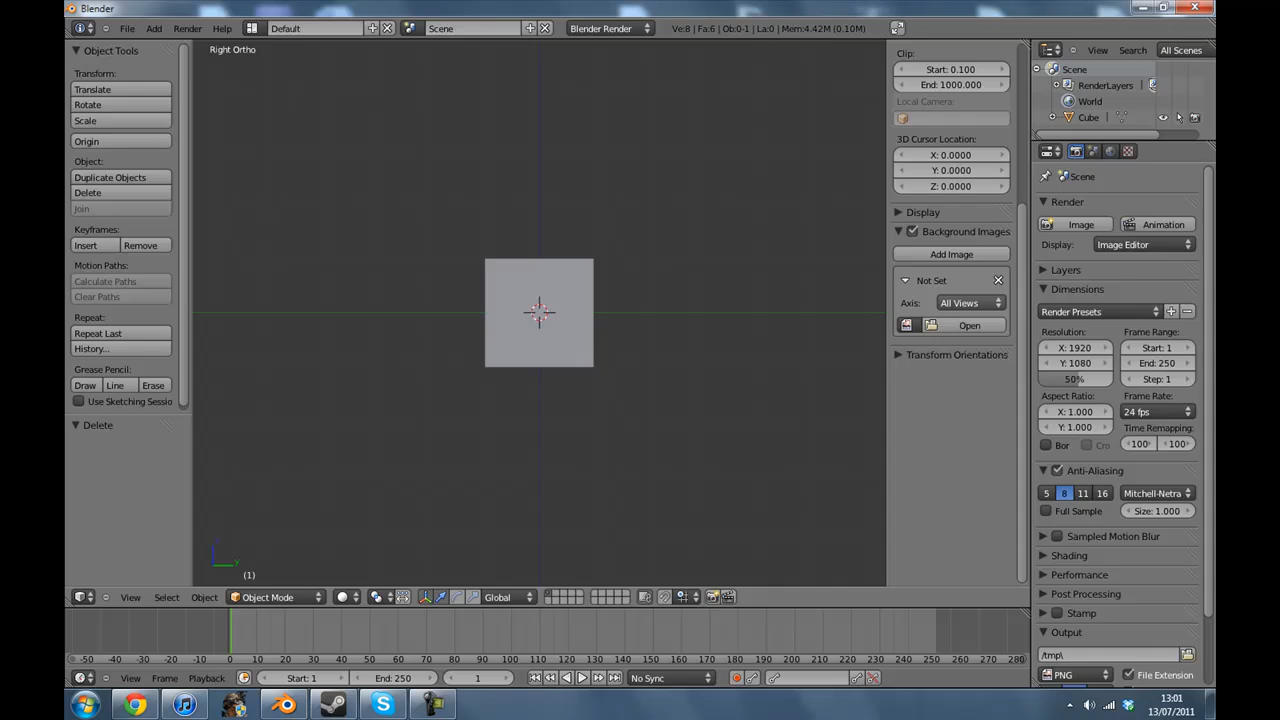 Blender
File Add Render Help Default Scene Blender Render Ve:8 | Fa:6 | Ob:0-1 | La:0 | Mem:4.42M (0.10M)
Object Tools
Transform:
Translate
Rotate
Scale
Origin
Object:
Duplicate Objects
Delete
Join
Keyframes:
Insert Remove
Motion Paths:
Calculate Paths
Clear Paths
Repeat:
Repeat Last
History...
Grease Pencil:
Draw Line Erase
Use Sketching Sessio
Delete
Right Ortho
y
(1)
View Select Object Object Mode Global
Clip:
Start: 0.100
End: 1000.000
Local Camera:
3D Cursor Location:
X: 0.0000
Y: 0.0000
Z: 0.0000
Display
Background Images
Add Image
Not Set
Axis: All Views
Open
Transform Orientations
View Search All Scenes
Scene
RenderLayers
World
Cube
Scene
Render
Image Animation
Display: Image Editor
Layers
Dimensions
Render Presets
Resolution: Frame Range:
X: 1920 Start: 1
Y: 1080 End: 250
50% Step: 1
Aspect Ratio: Frame Rate:
X: 1.000 24 fps
Y: 1.000 Time Remapping:
Bor Cro 100 100
Anti-Aliasing
5 8 11 16 Mitchell-Netra
Full Sample Size: 1.000
Sampled Motion Blur
Shading
Performance
Post Processing
Stamp
Output
/tmp\
PNG File Extension
-50 -40 -30 -20 -10 0 10 20 30 40 50 60 70 80 90 100 110 120 130 140 150 160 170 180 190 200 210 220 230 240 250 260 270 280
View Frame Playback Start: 1 End: 250 1 No Sync
13:01
13/07/2011